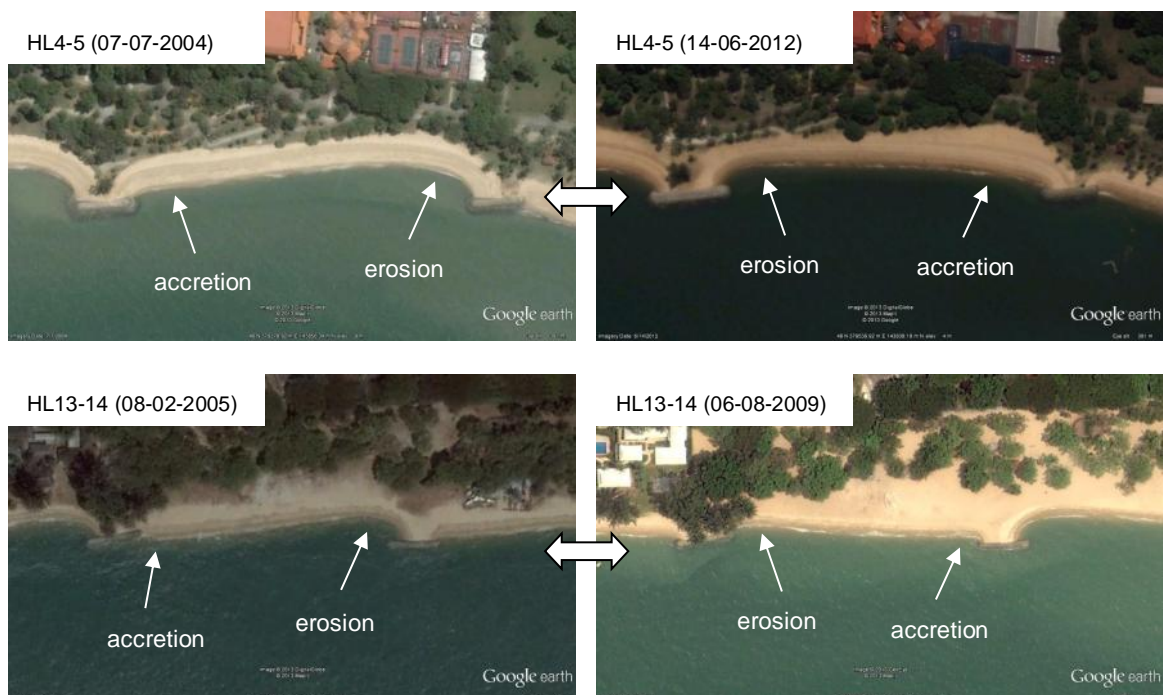 HL4-5 (07-07-2004)
accretion
erosion
Google earth
HL4-5 (14-06-2012)
erosion
accretion
Google earth
HL13-14 (08-02-2005)
accretion
erosion
Google earth
HL13-14 (06-08-2009)
erosion
accretion
Google earth